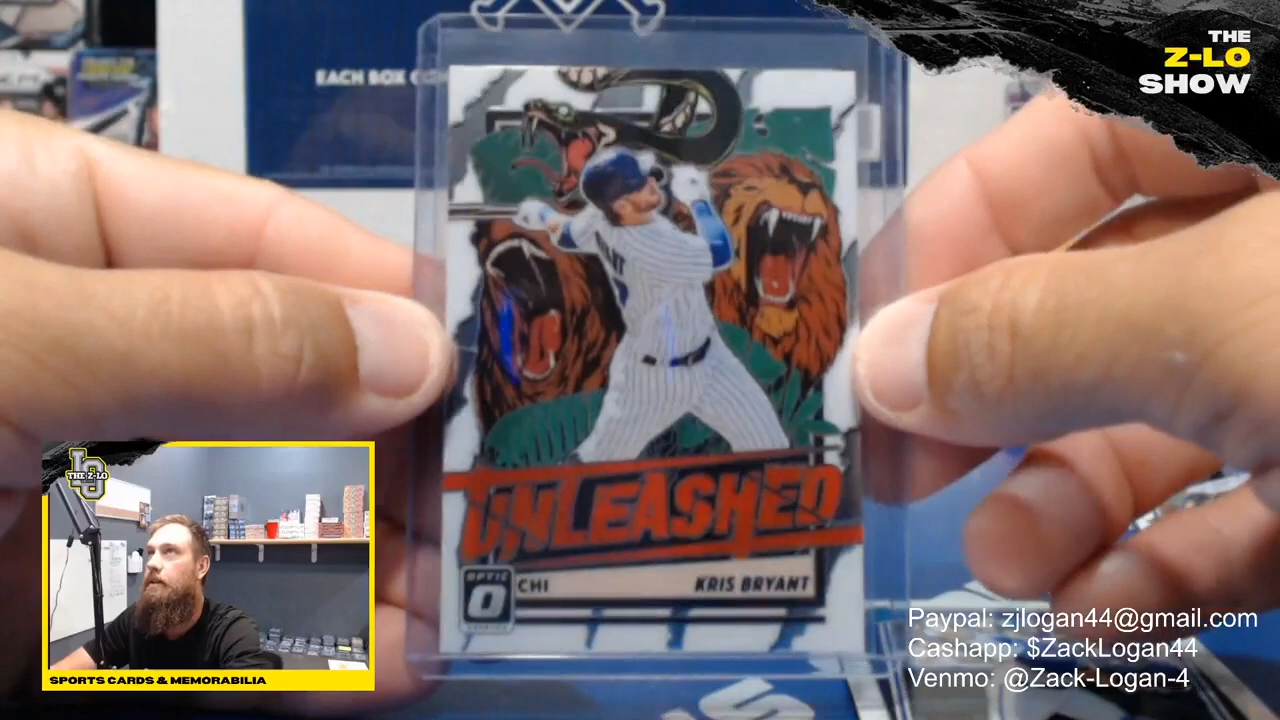 THE
Z-LO
SHOW
EACH BOX
UNLEASHED
OPTIC
CHI
KRIS BRYANT
THE Z-LO
SPORTS CARDS & MEMORABILIA
Paypal: zjlogan44@gmail.com
Cashapp: $ZackLogan44
Venmo: @Zack-Logan-4